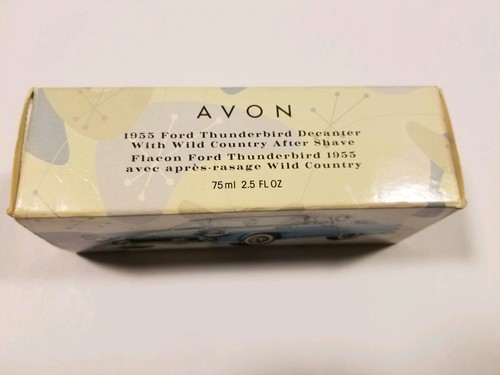 AVON
1955 Ford Thunderbird Decanter
With Wild Country After Shave
Flacon Ford Thunderbird 1955
avec après-rasage Wild Country
75ml 2.5 FL OZ